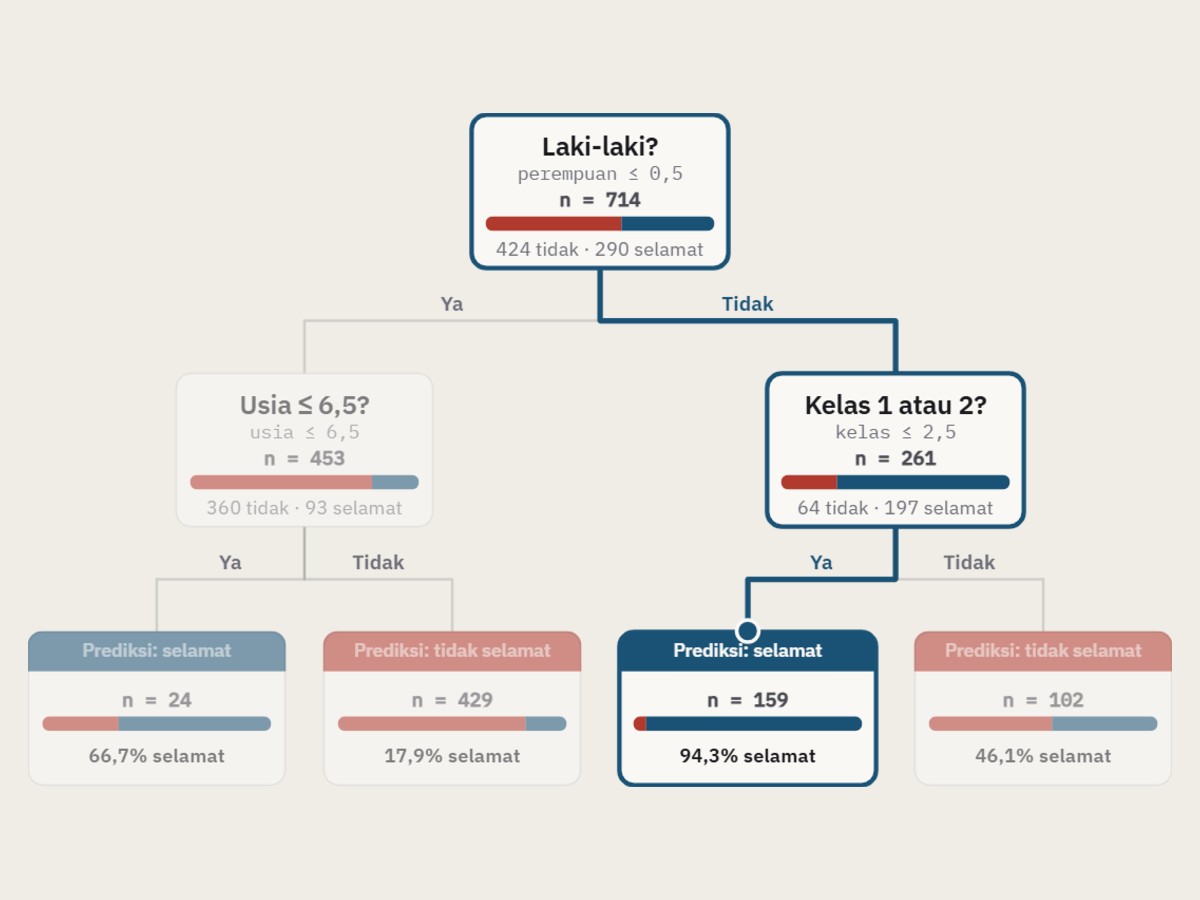 Laki-laki?
perempuan ≤ 0,5
n = 714
424 tidak · 290 selamat
Ya
Tidak
Usia ≤ 6,5?
usia ≤ 6,5
n = 453
360 tidak · 93 selamat
Kelas 1 atau 2?
kelas ≤ 2,5
n = 261
64 tidak · 197 selamat
Ya
Tidak
Ya
Tidak
Prediksi: selamat
n = 24
66,7% selamat
Prediksi: tidak selamat
n = 429
17,9% selamat
Prediksi: selamat
n = 159
94,3% selamat
Prediksi: tidak selamat
n = 102
46,1% selamat